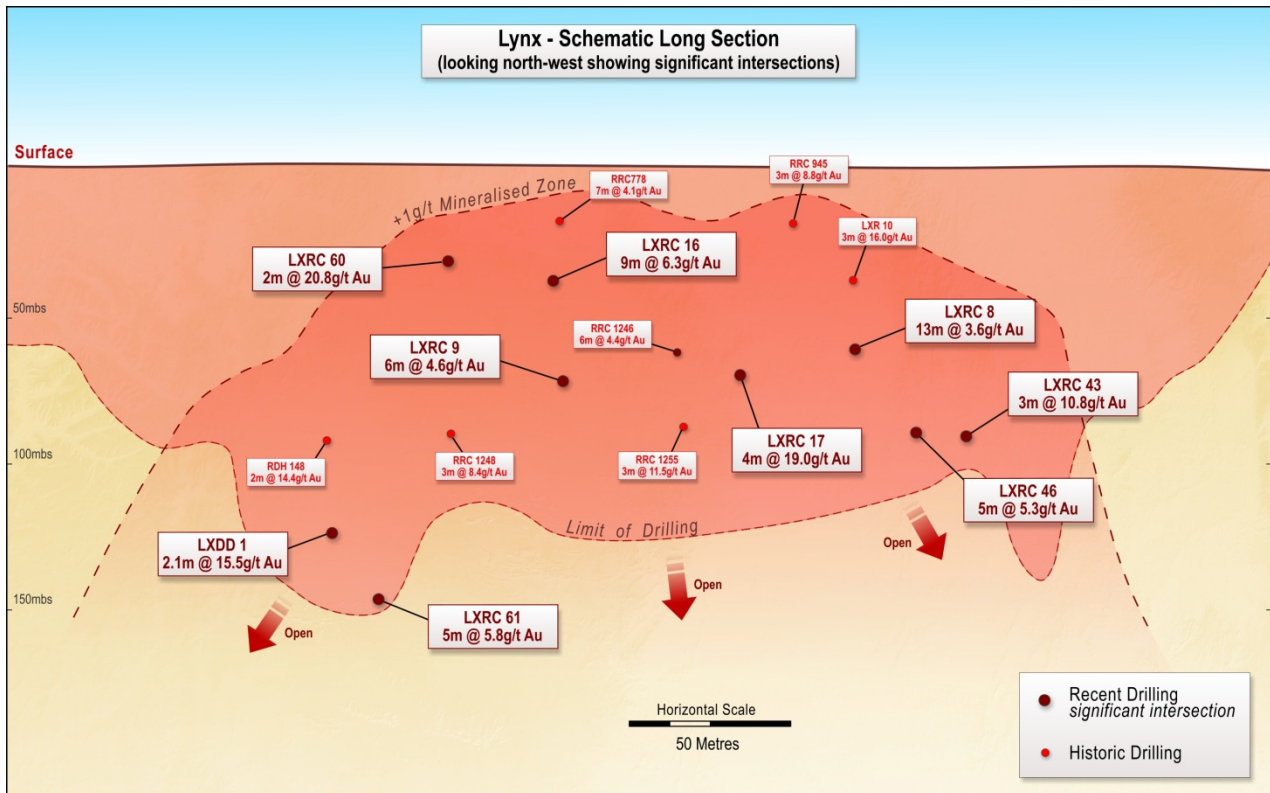 Lynx - Schematic Long Section
(looking north-west showing significant intersections)
Surface
+1g/t Mineralised Zone
RRC778
7m @ 4.1g/t Au
RRC 945
3m @ 8.8g/t Au
LXR 10
3m @ 16.0g/t Au
LXRC 60
2m @ 20.8g/t Au
LXRC 16
9m @ 6.3g/t Au
50mbs
LXRC 8
13m @ 3.6g/t Au
RRC 1246
6m @ 4.4g/t Au
LXRC 9
6m @ 4.6g/t Au
LXRC 43
3m @ 10.8g/t Au
LXRC 17
4m @ 19.0g/t Au
100mbs
RDH 148
2m @ 14.4g/t Au
RRC 1248
3m @ 8.4g/t Au
RRC 1255
3m @ 11.5g/t Au
LXRC 46
5m @ 5.3g/t Au
Limit of Drilling
LXDD 1
2.1m @ 15.5g/t Au
Open
Open
150mbs
LXRC 61
5m @ 5.8g/t Au
Open
Horizontal Scale
50 Metres
Recent Drilling
significant intersection
Historic Drilling